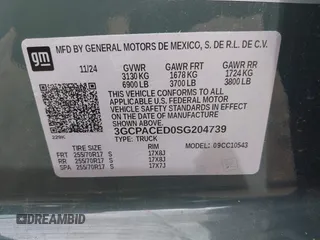 gm
MFD BY GENERAL MOTORS DE MEXICO, S. DE R.L. DE C.V.
11/24 GVWR GAWR FRT GAWR RR
3130 KG 1678 KG 1724 KG
6900 LB 3700 LB 3800 LB
THIS VEHICLE CONFORMS TO ALL APPLICABLE
U.S. FEDERAL MOTOR
VEHICLE SAFETY STANDARDS IN EFFECT ON THE
DATE OF MANUFACTURE SHOWN ABOVE.
3GCPACED0SG204739
TYPE: TRUCK MODEL: 09CC10543
329K
TIRE SIZE RIM
FRT 255/70R17 S 17X8J
RR 255/70R17 S 17X8J
SPA 255/70R17 S 17X7J
DREAMBID